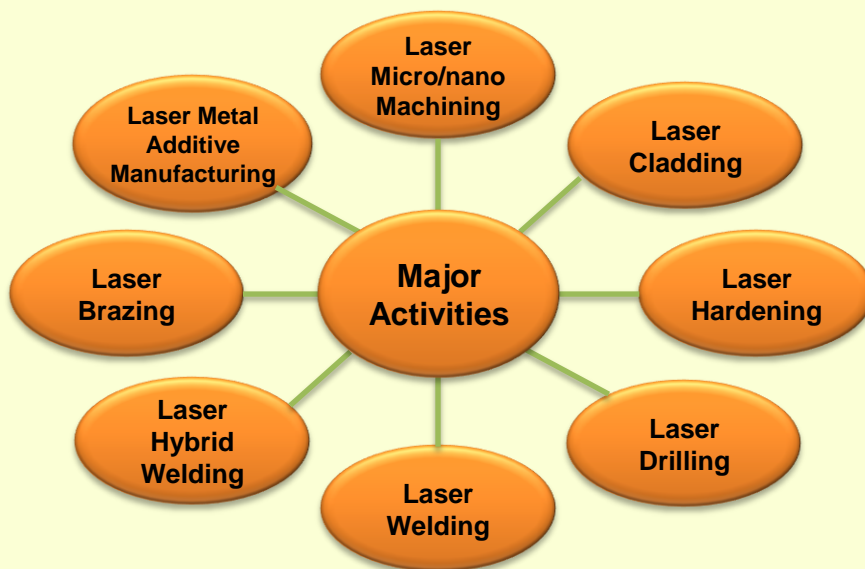 Laser
Micro/nano
Machining
Laser Metal
Additive
Manufacturing
Laser
Cladding
Laser
Brazing
Major
Activities
Laser
Hardening
Laser
Hybrid
Welding
Laser
Drilling
Laser
Welding